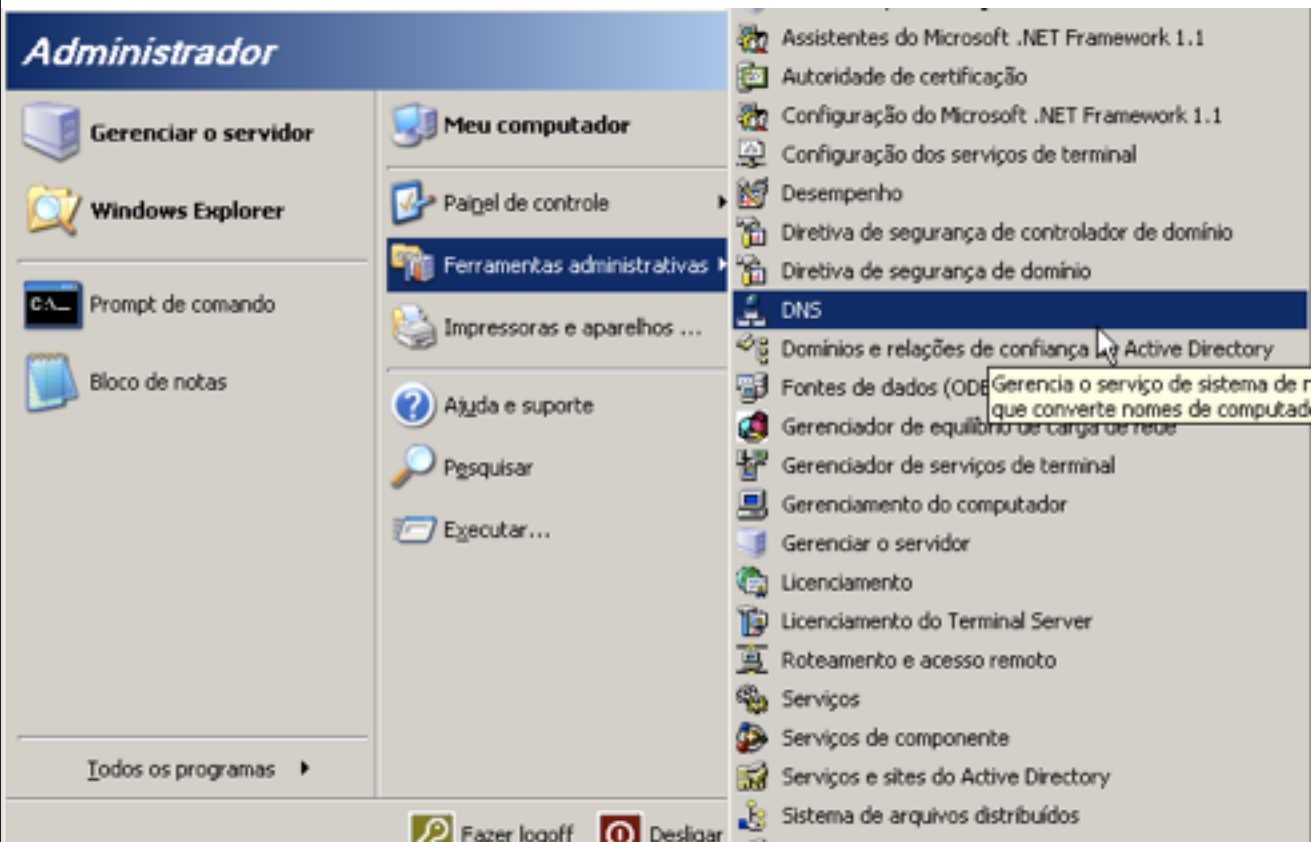 Administrador
Gerenciar o servidor
Windows Explorer
Prompt de comando
Bloco de notas
Todos os programas
Meu computador
Painel de controle
Ferramentas administrativas
Impressoras e aparelhos ...
Ajuda e suporte
Pesquisar
Executar...
Fazer logoff
Desligar
Assistentes do Microsoft .NET Framework 1.1
Autoridade de certificação
Configuração do Microsoft .NET Framework 1.1
Configuração dos serviços de terminal
Desempenho
Diretiva de segurança de controlador de domínio
Diretiva de segurança de domínio
DNS
Domínios e relações de confiança Active Directory
Fontes de dados (ODB
Gerencia o serviço de sistema de
que converte nomes de computad
Gerenciador de equilíbrio de carga de rede
Gerenciador de serviços de terminal
Gerenciamento do computador
Gerenciar o servidor
Licenciamento
Licenciamento do Terminal Server
Roteamento e acesso remoto
Serviços
Serviços de componente
Serviços e sites do Active Directory
Sistema de arquivos distribuídos